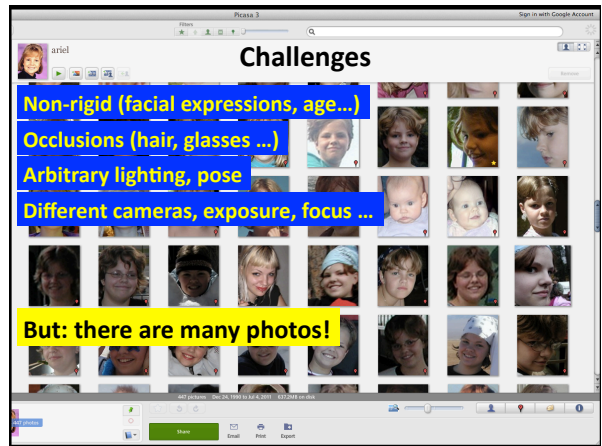 Picasa 3
Sign in with Google Account
Filters
ariel
Challenges
Non-rigid (facial expressions, age…)
Occlusions (hair, glasses …)
Arbitrary lighting, pose
Different cameras, exposure, focus …
But: there are many photos!
447 pictures Dec 24, 1990 to Jul 4, 2011 637.2MB on disk
447 photos
Share
Email
Print
Export